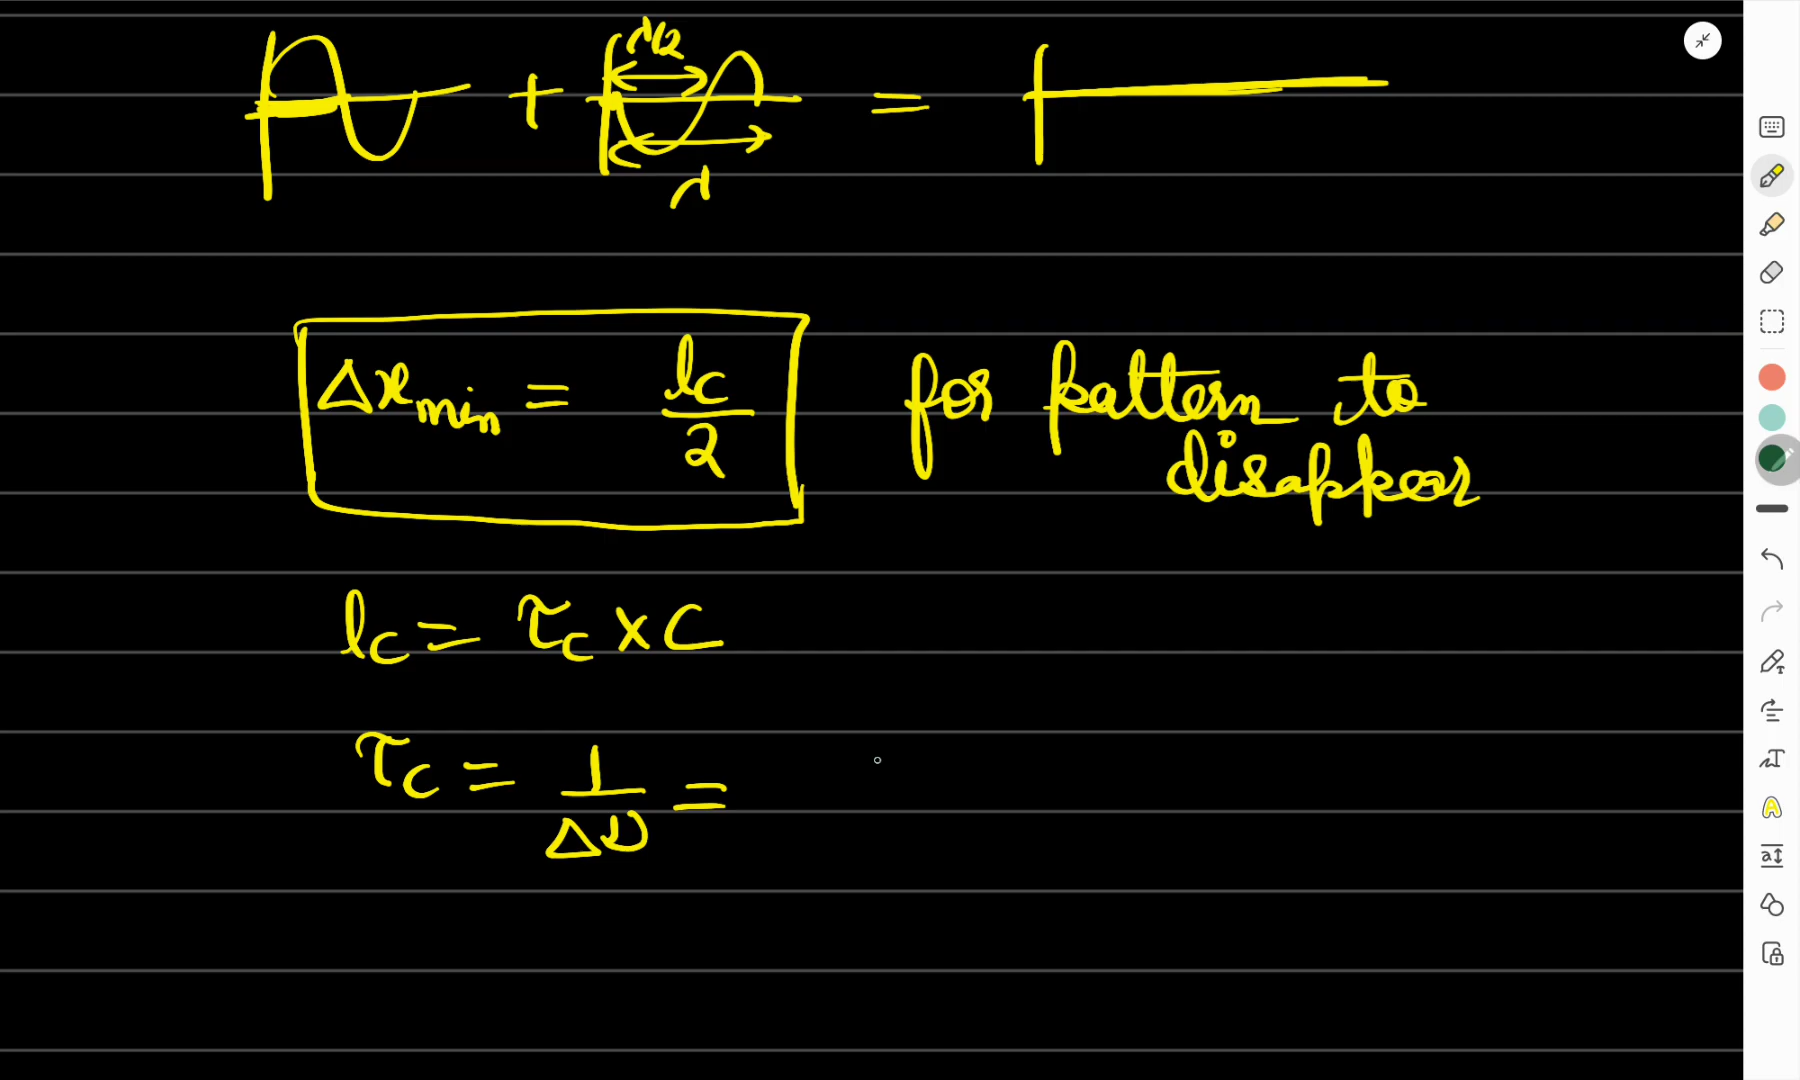 + λ/2 =
λ
Δx_min = l_c/2 for pattern to
disappear
l_c = τ_c × c
τ_c = 1/Δν =